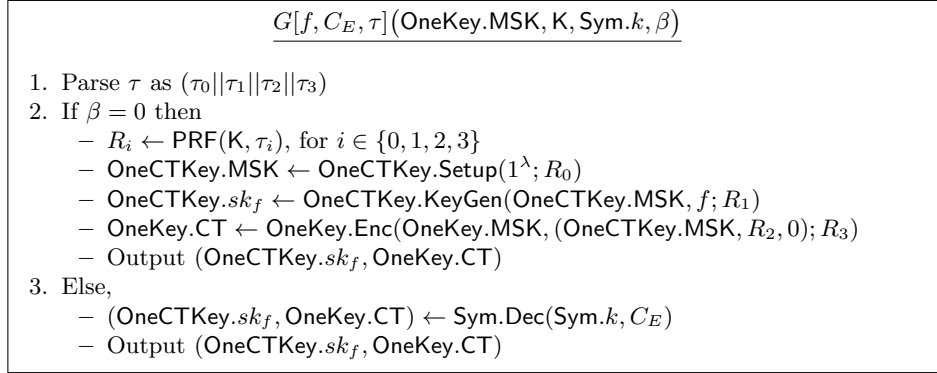 G[f, C_E, τ](OneKey.MSK, K, Sym.k, β)
1. Parse τ as (τ_0||τ_1||τ_2||τ_3)
2. If β = 0 then
– R_i ← PRF(K, τ_i), for i ∈ {0, 1, 2, 3}
– OneCTKey.MSK ← OneCTKey.Setup(1^λ; R_0)
– OneCTKey.sk_f ← OneCTKey.KeyGen(OneCTKey.MSK, f; R_1)
– OneKey.CT ← OneKey.Enc(OneKey.MSK, (OneCTKey.MSK, R_2, 0); R_3)
– Output (OneCTKey.sk_f, OneKey.CT)
3. Else,
– (OneCTKey.sk_f, OneKey.CT) ← Sym.Dec(Sym.k, C_E)
– Output (OneCTKey.sk_f, OneKey.CT)